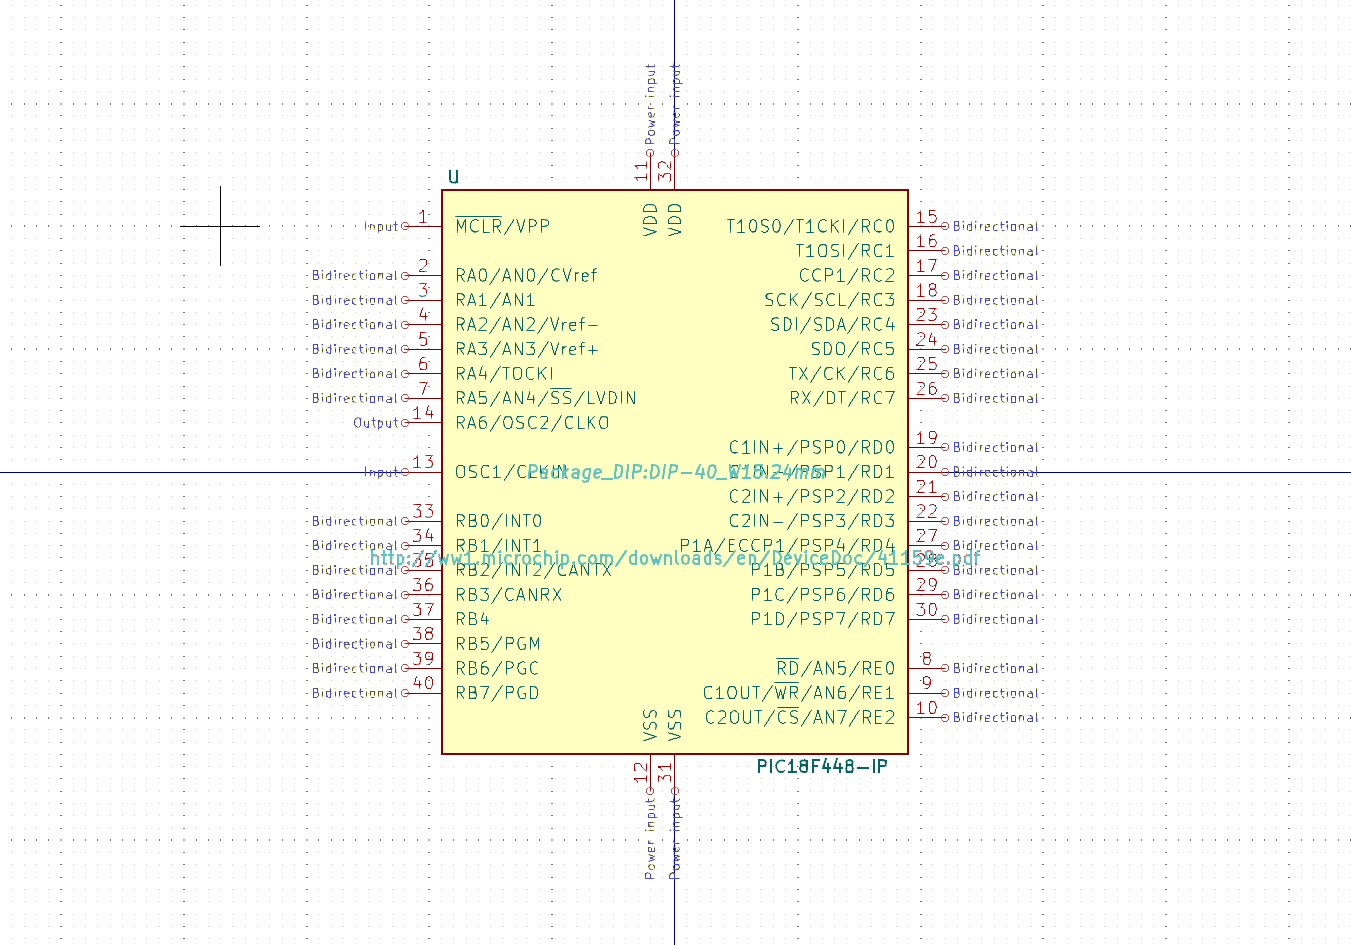 Power input
Power input
11
32
U
VDD
VDD
Input 1 MCLR/VPP
T1OSO/T1CKI/RC0 15 Bidirectional
T1OSI/RC1 16 Bidirectional
Bidirectional 2 RA0/AN0/CVref
CCP1/RC2 17 Bidirectional
Bidirectional 3 RA1/AN1
SCK/SCL/RC3 18 Bidirectional
Bidirectional 4 RA2/AN2/Vref-
SDI/SDA/RC4 23 Bidirectional
Bidirectional 5 RA3/AN3/Vref+
SDO/RC5 24 Bidirectional
Bidirectional 6 RA4/TOCKI
TX/CK/RC6 25 Bidirectional
Bidirectional 7 RA5/AN4/SS/LVDIN
RX/DT/RC7 26 Bidirectional
Output 14 RA6/OSC2/CLKO
C1IN+/PSP0/RD0 19 Bidirectional
Input 13 OSC1/CLKIN
Package_DIP:DIP-40_W15.24mm
C1IN-/PSP1/RD1 20 Bidirectional
C2IN+/PSP2/RD2 21 Bidirectional
Bidirectional 33 RB0/INT0
C2IN-/PSP3/RD3 22 Bidirectional
Bidirectional 34 RB1/INT1
P1A/ECCP1/PSP4/RD4 27 Bidirectional
http://ww1.microchip.com/downloads/en/DeviceDoc/41159e.pdf
Bidirectional 35 RB2/INT2/CANTX
P1B/PSP5/RD5 28 Bidirectional
Bidirectional 36 RB3/CANRX
P1C/PSP6/RD6 29 Bidirectional
Bidirectional 37 RB4
P1D/PSP7/RD7 30 Bidirectional
Bidirectional 38 RB5/PGM
Bidirectional 39 RB6/PGC
RD/AN5/RE0 8 Bidirectional
Bidirectional 40 RB7/PGD
C1OUT/WR/AN6/RE1 9 Bidirectional
C2OUT/CS/AN7/RE2 10 Bidirectional
VSS
VSS
PIC18F448-IP
12
31
Power input
Power input